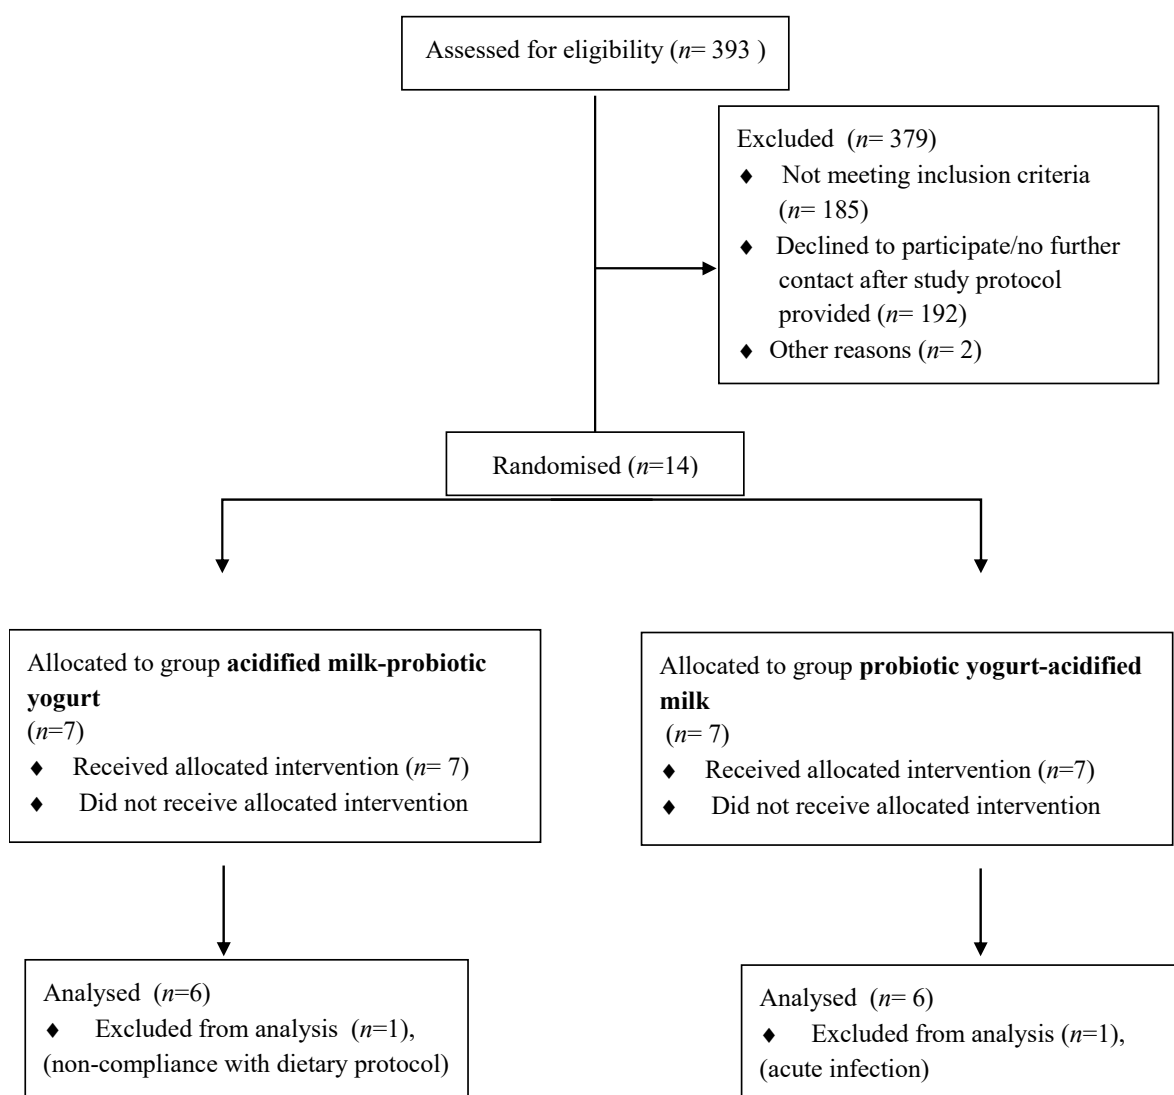 Assessed for eligibility (n= 393 )
Excluded  (n= 379)
♦ Not meeting inclusion criteria
(n= 185)
♦ Declined to participate/no further
contact after study protocol
provided (n= 192)
♦ Other reasons (n= 2)
Randomised (n=14)
Allocated to group acidified milk-probiotic
yogurt
(n=7)
♦ Received allocated intervention (n= 7)
♦ Did not receive allocated intervention
Allocated to group probiotic yogurt-acidified
milk
(n= 7)
♦ Received allocated intervention (n=7)
♦ Did not receive allocated intervention
Analysed  (n=6)
♦ Excluded from analysis  (n=1),
(non-compliance with dietary protocol)
Analysed  (n= 6)
♦ Excluded from analysis (n=1),
(acute infection)